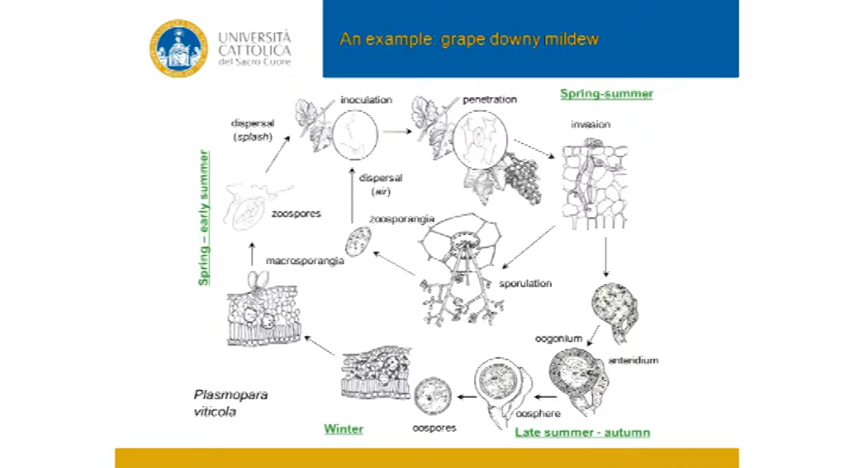 UNIVERSITÀ
CATTOLICA
del Sacro Cuore
An example: grape downy mildew
Spring-summer
inoculation
penetration
dispersal
(splash)
invasion
dispersal
(air)
Spring – early summer
zoospores
zoosporangia
macrosporangia
sporulation
oogonium
anteridium
Plasmopara
viticola
oosphere
oospores
Winter
Late summer - autumn